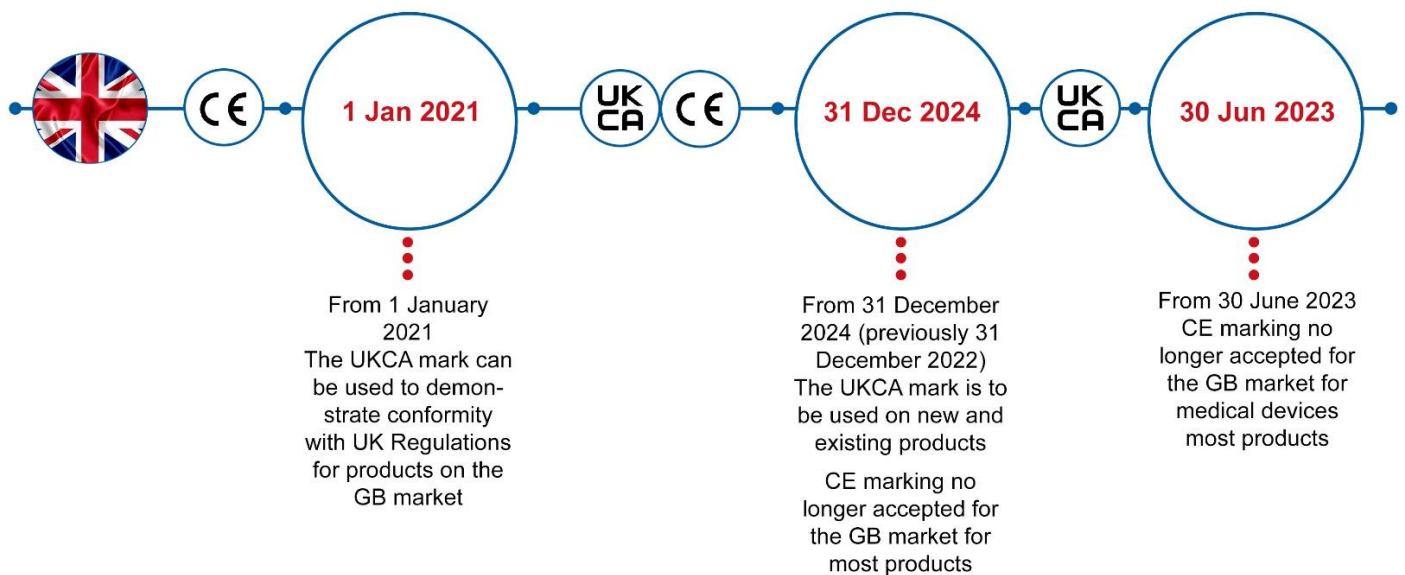 CE
1 Jan 2021
UK
CA
CE
31 Dec 2024
UK
CA
30 Jun 2023
From 1 January
2021
The UKCA mark can
be used to demon-
strate conformity
with UK Regulations
for products on the
GB market
From 31 December
2024 (previously 31
December 2022)
The UKCA mark is to
be used on new and
existing products
CE marking no
longer accepted for
the GB market for
most products
From 30 June 2023
CE marking no
longer accepted for
the GB market for
medical devices
most products